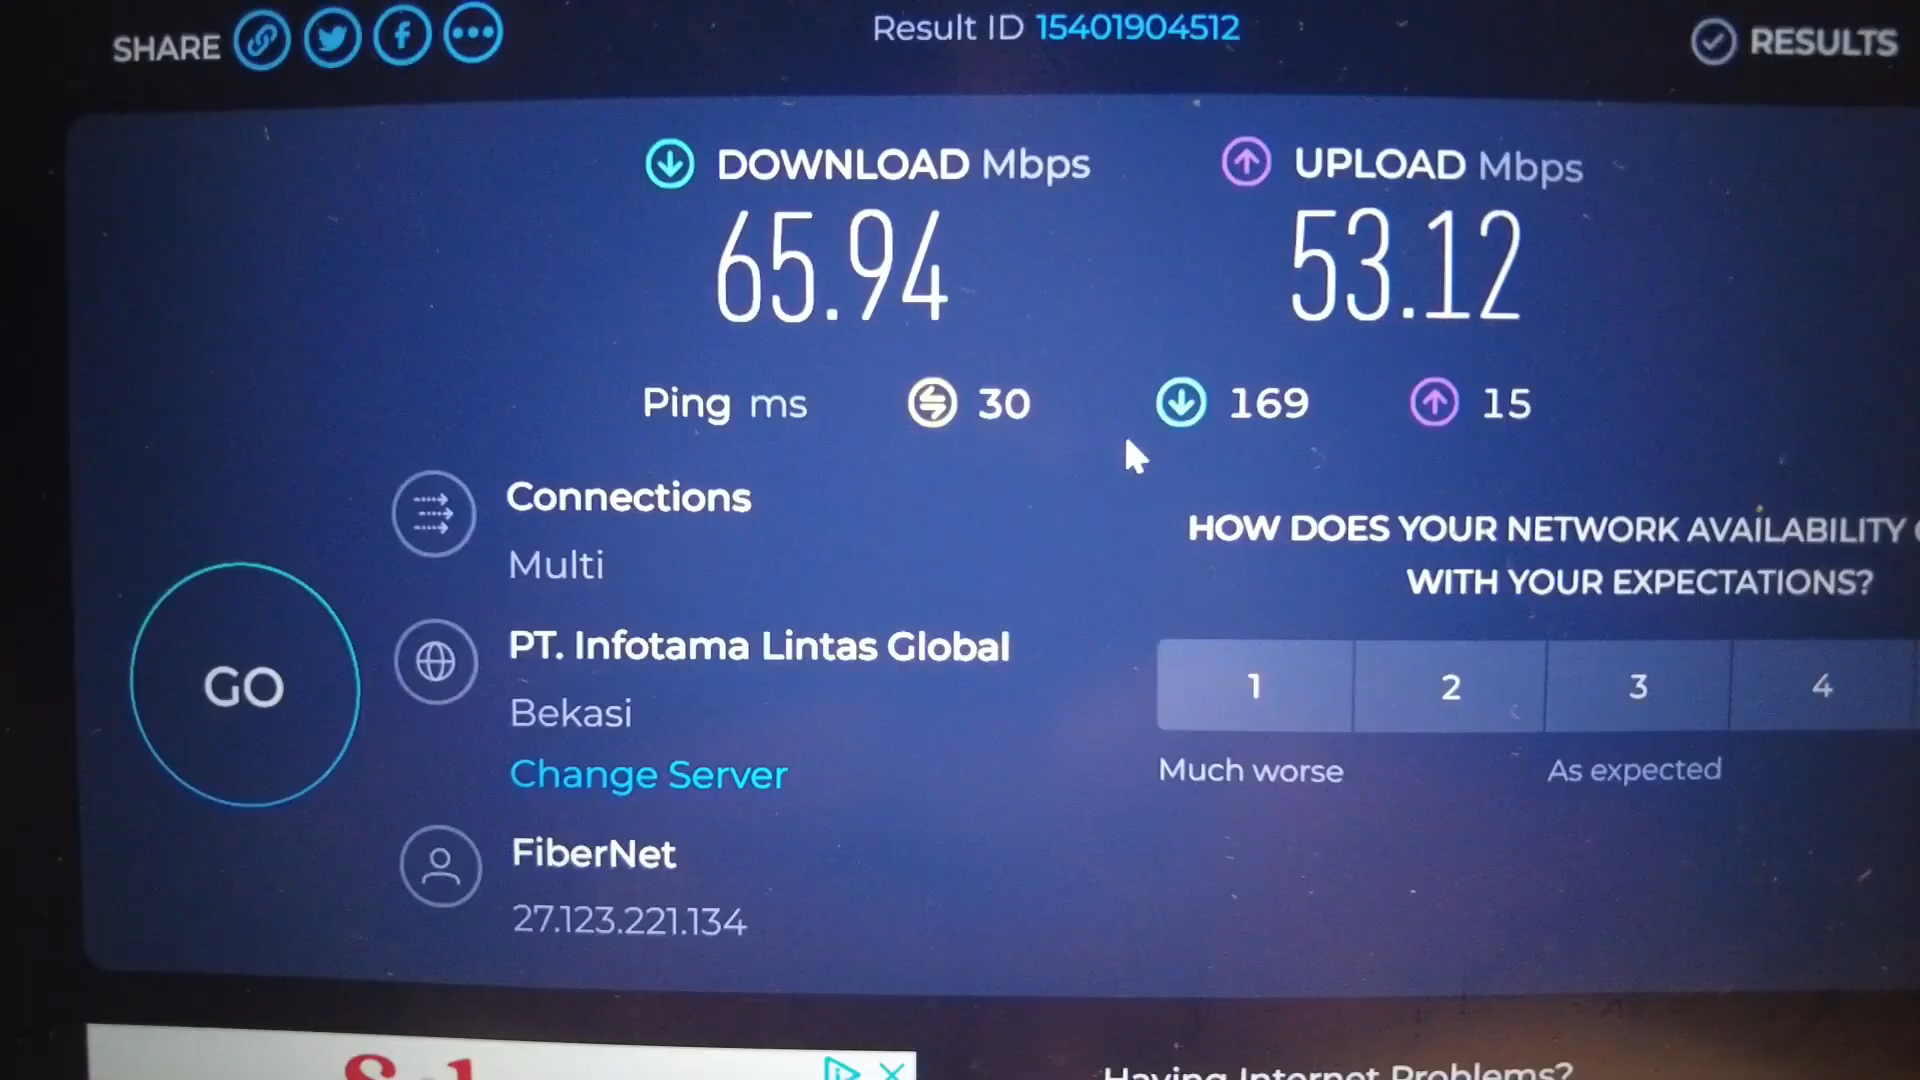 SHARE
Result ID 15401904512
RESULTS
DOWNLOAD Mbps
65.94
UPLOAD Mbps
53.12
Ping ms 30 169 15
Connections
Multi
PT. Infotama Lintas Global
Bekasi
Change Server
FiberNet
27.123.221.134
GO
HOW DOES YOUR NETWORK AVAILABILITY
WITH YOUR EXPECTATIONS?
1 2 3 4
Much worse As expected
Having Internet Problems?